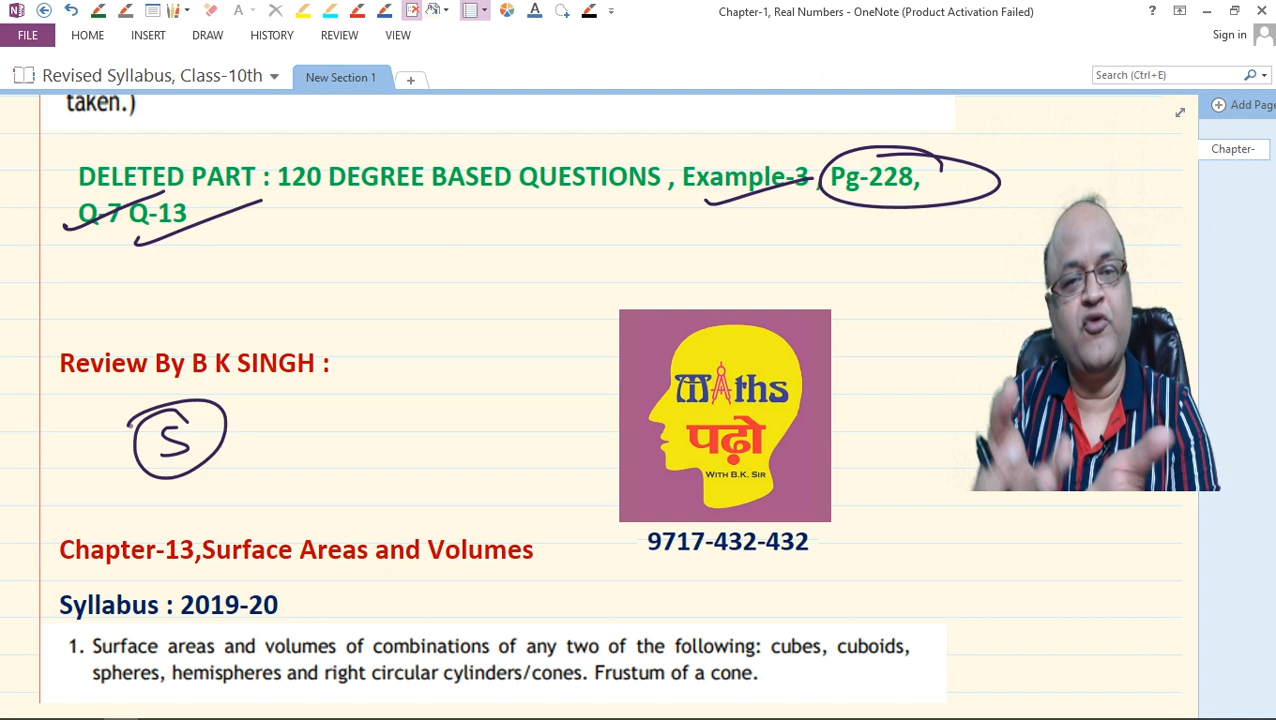 Chapter-1, Real Numbers - OneNote (Product Activation Failed)
FILE HOME INSERT DRAW HISTORY REVIEW VIEW Sign in
Revised Syllabus, Class-10th New Section 1 Search (Ctrl+E)
taken.) Add Page
Chapter-
DELETED PART : 120 DEGREE BASED QUESTIONS , Example-3 , Pg-228,
Q-7 Q-13
Review By B K SINGH :
Maths
पढ़ो
WITH B.K. SIR
S
9717-432-432
Chapter-13,Surface Areas and Volumes
Syllabus : 2019-20
1. Surface areas and volumes of combinations of any two of the following: cubes, cuboids,
spheres, hemispheres and right circular cylinders/cones. Frustum of a cone.